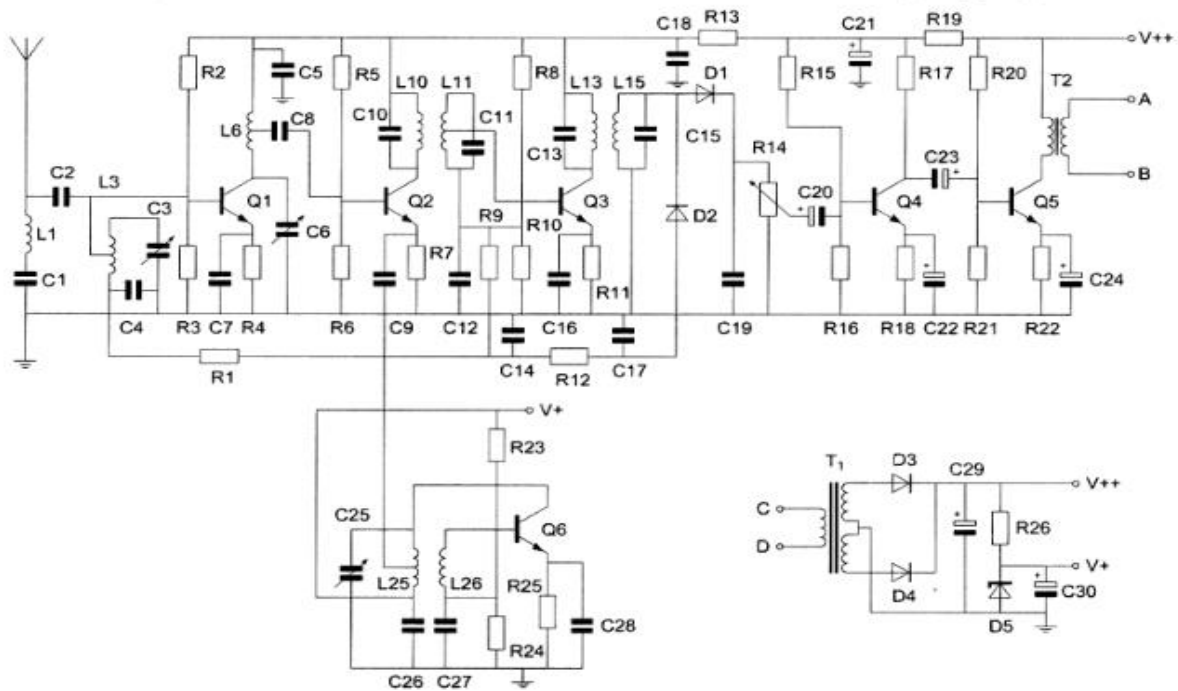 C18 R13 C21 R19
V++
R2 C5 R5 L10 L11 R8 L13 L15 D1 R15 R17 R20 T2
C8 C10 C11 C15 A
L6 C13 R14 C23
C2 L3 C20 B
C3 Q1 Q2 Q3 Q4 Q5
L1 C6 R9 R10 D2
R7
C1 R11 C24
C4 R3 C7 R4 R6 C9 C12 C16 C19 R16 R18 C22 R21 R22
R1 C14 R12 C17
V+
R23
T1 D3 C29
V++
C25 Q6 C
R26
L25 L26 R25 D
V+
D4 C30
C28 D5
R24
C26 C27
+ + + + + + +